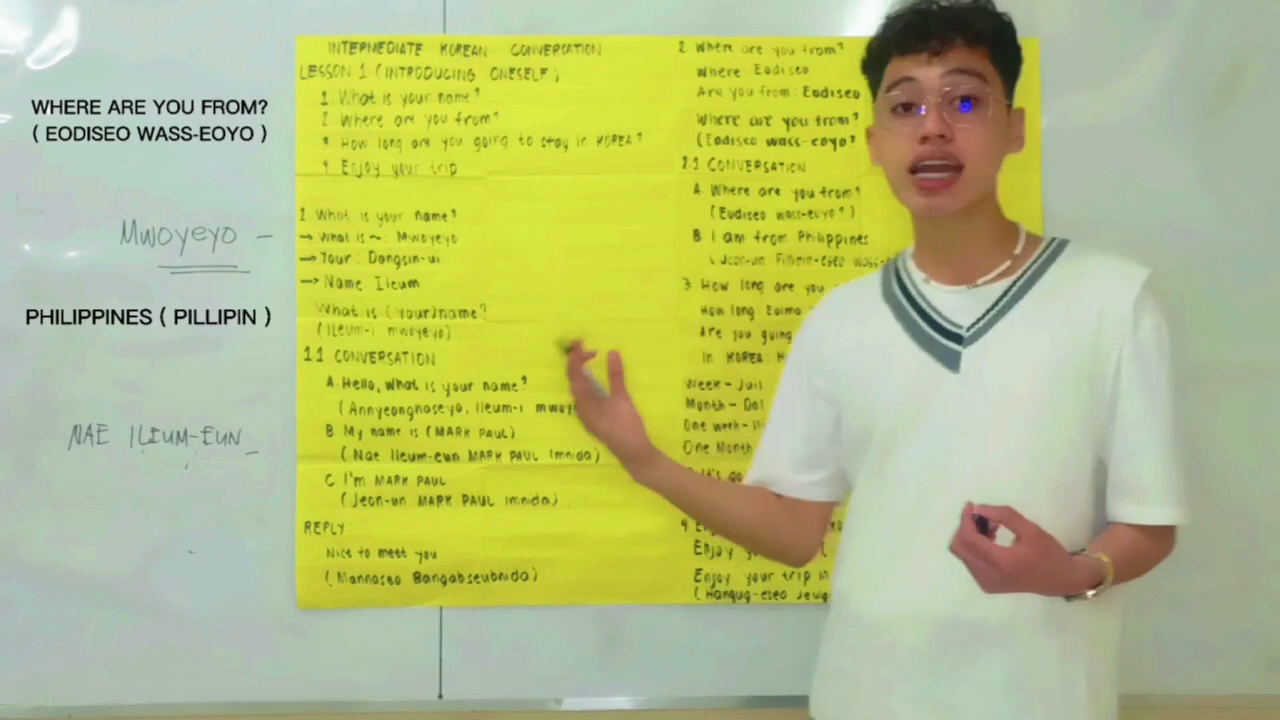 WHERE ARE YOU FROM?
( EODISEO WASS-EOYO )
Mwoyeyo –
PHILIPPINES ( PILLIPIN )
NAE ILEUM-EUN
INTERMEDIATE KOREAN CONVERSATION
LESSON 1 (INTRODUCING ONESELF)
1. What is your name?
2 Where are you from?
3 How long are you going to stay in KOREA?
4 Enjoy your trip
1 What is your name?
→ What is ~: Mwoyeyo
→ Your : Dangsin-ui
→ Name Ileum
What is (your) name?
(Ileum-i mwoyeyo)
1.1 CONVERSATION
A. Hello, What is your name?
(Annyeonghaseyo, Ileum-i
B. My name is (MARK PAUL)
(Nae Ileum-eun MARK PAUL Imnida)
C I'm MARK PAUL
(Jeon-un MARK PAUL imnida)
REPLY:
Nice to meet you
(Mannaseo Bangabseubnida)
2. Where are you from?
Where: Eodiseo
Are you from: Eodiseo
Where are you from?
(Eodiseo wass-eoyo?
2.1 CONVERSATION
A. Where are you from?
(Eodiseo wass-eoyo?)
B. I am from Philippines
(Jeon-un Fillipin-eseo
3. How long are you
How long
Are you going
in KOREA
Week –
Month – Dal
One week –
One Month
Enjoy
Enjoy your trip in
(Hangug-eseo